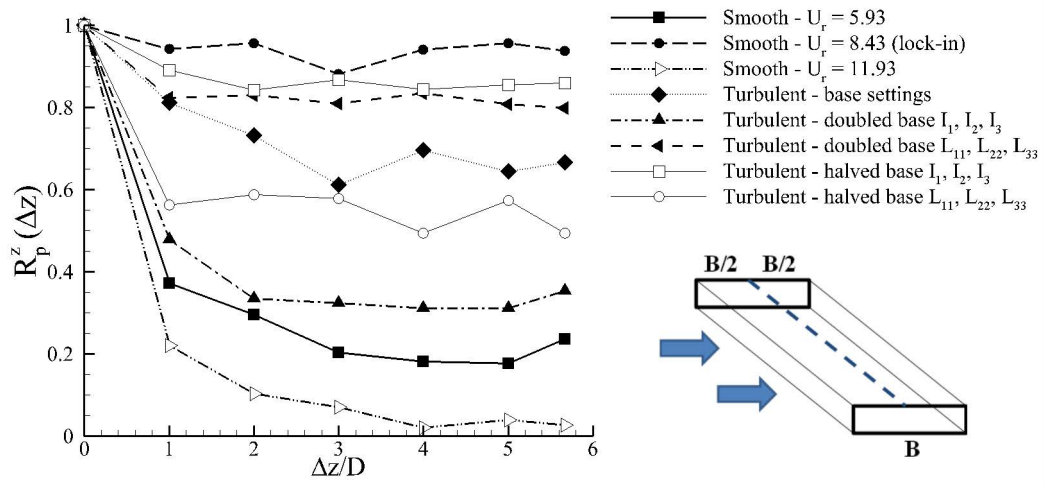 R_p^z (Δz)
1
0.8
0.6
0.4
0.2
0
0 1 2 3 4 5 6
Δz/D
Smooth - U_r = 5.93
Smooth - U_r = 8.43 (lock-in)
Smooth - U_r = 11.93
Turbulent - base settings
Turbulent - doubled base I_1, I_2, I_3
Turbulent - doubled base L_11, L_22, L_33
Turbulent - halved base I_1, I_2, I_3
Turbulent - halved base L_11, L_22, L_33
B/2 B/2
B